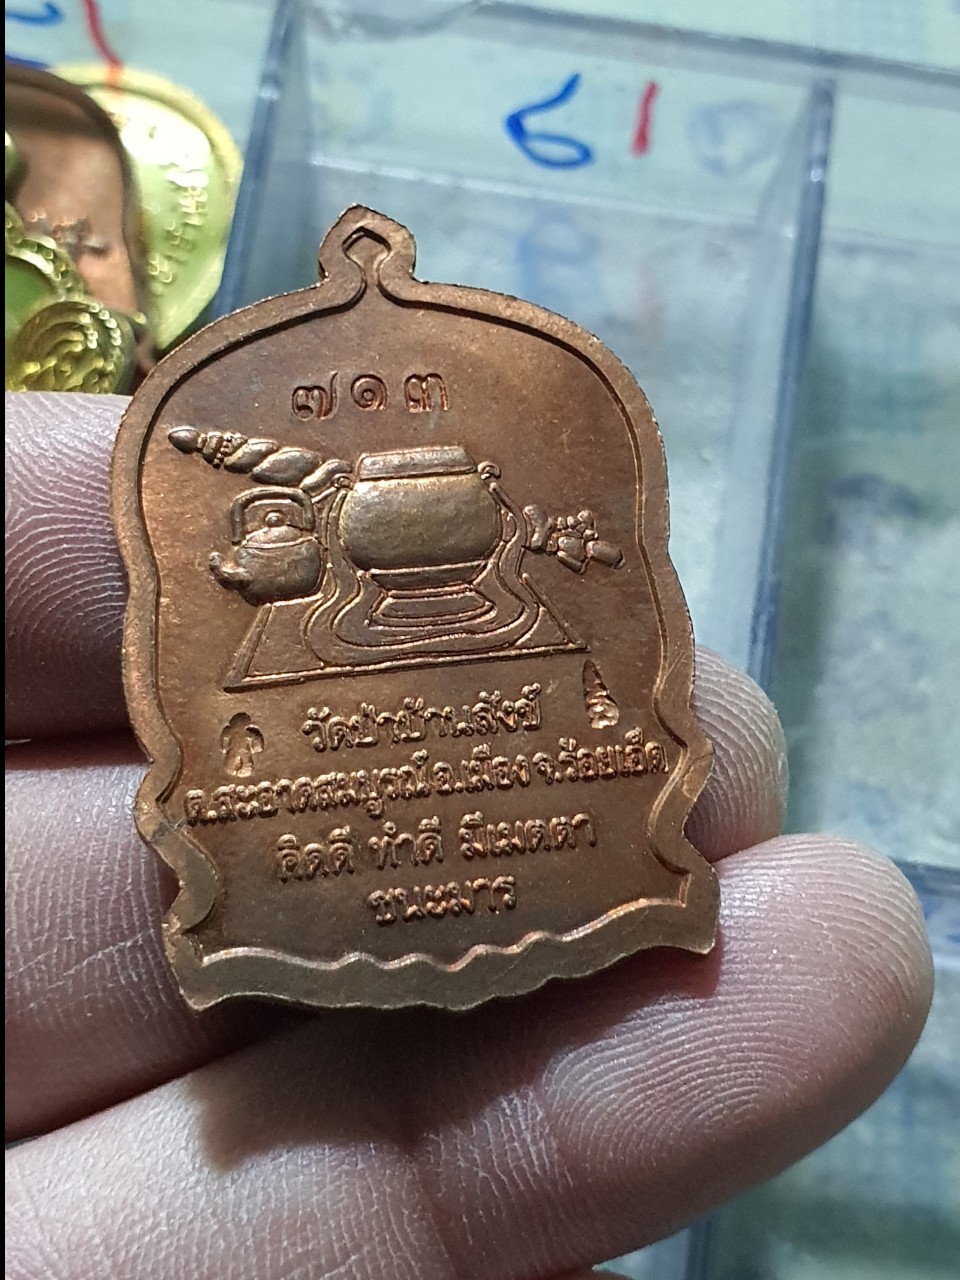 61
๗๑๓
วัดป่าบ้านสังข์
ต.สะอาดสมบูรณ์ อ.เมือง จ.ร้อยเอ็ด
คิดดี ทำดี มีเมตตา
ชนะมาร